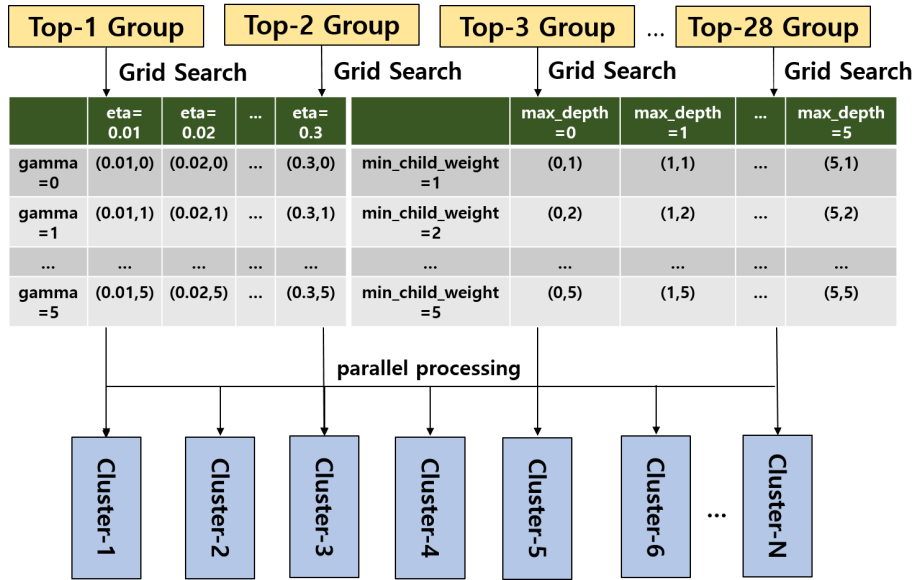 Top-1 Group
Top-2 Group
Top-3 Group
...
Top-28 Group
Grid Search
Grid Search
Grid Search
Grid Search
eta=
0.01
eta=
0.02
...
eta=
0.3
gamma
=0
(0.01,0)
(0.02,0)
...
(0.3,0)
gamma
=1
(0.01,1)
(0.02,1)
...
(0.3,1)
...
...
...
...
...
gamma
=5
(0.01,5)
(0.02,5)
...
(0.3,5)
max_depth
=0
max_depth
=1
...
max_depth
=5
min_child_weight
=1
(0,1)
(1,1)
...
(5,1)
min_child_weight
=2
(0,2)
(1,2)
...
(5,2)
...
...
...
...
...
min_child_weight
=5
(0,5)
(1,5)
...
(5,5)
parallel processing
Cluster-1
Cluster-2
Cluster-3
Cluster-4
Cluster-5
Cluster-6
...
Cluster-N